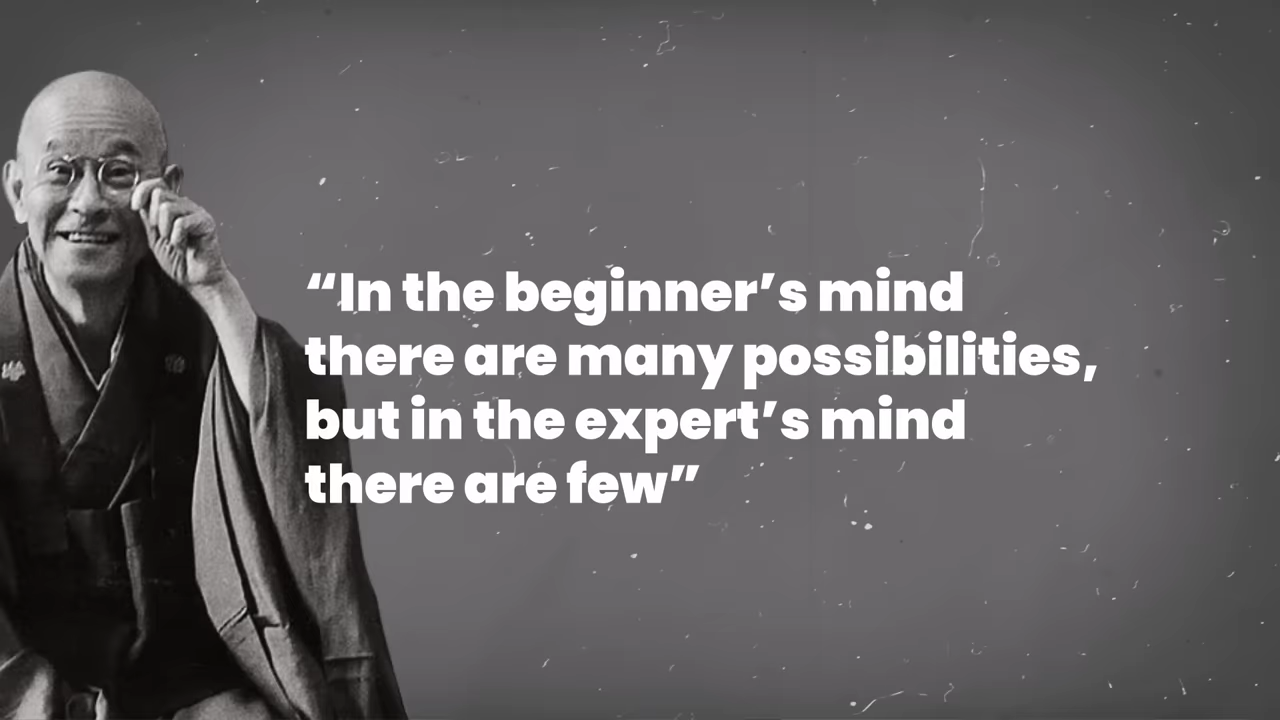 “In the beginner’s mind
there are many possibilities,
but in the expert’s mind
there are few”